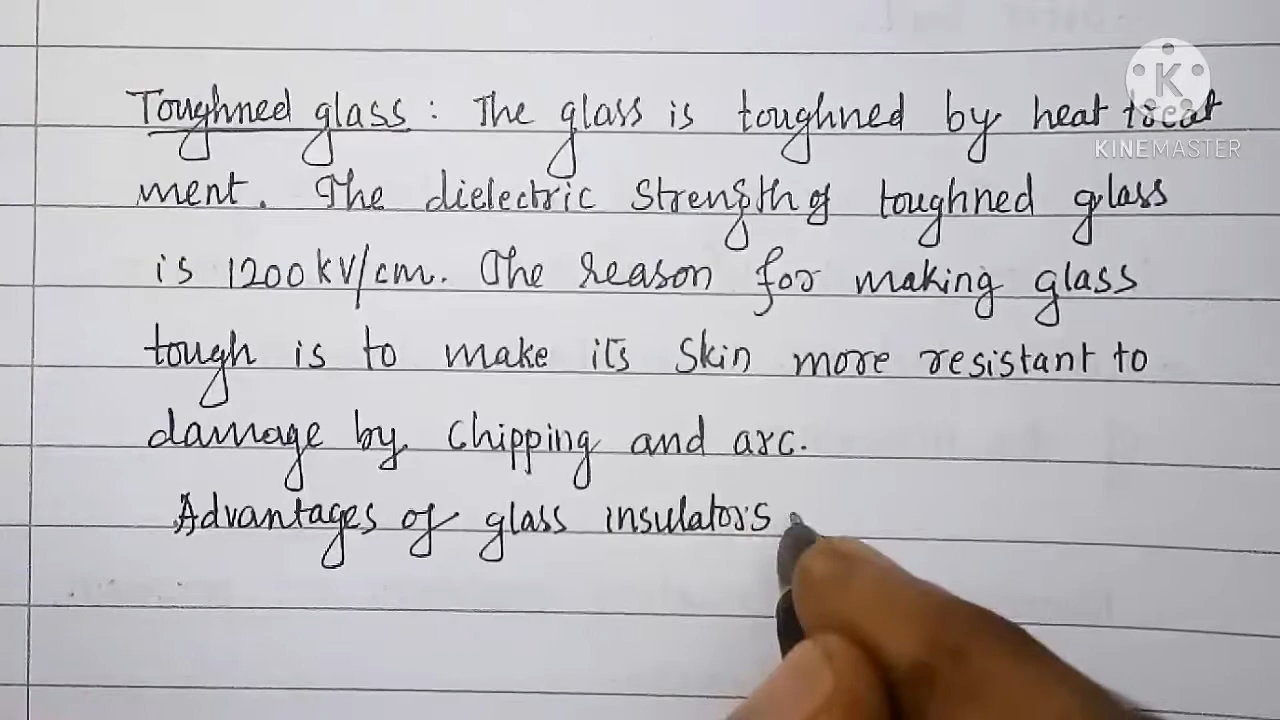 Toughned glass : The glass is toughned by heat treat
ment. The dielectric strength of toughned glass
is 1200kV/cm. The reason for making glass
tough is to make its skin more resistant to
damage by chipping and arc.
Advantages of glass insulators
K
KINEMASTER